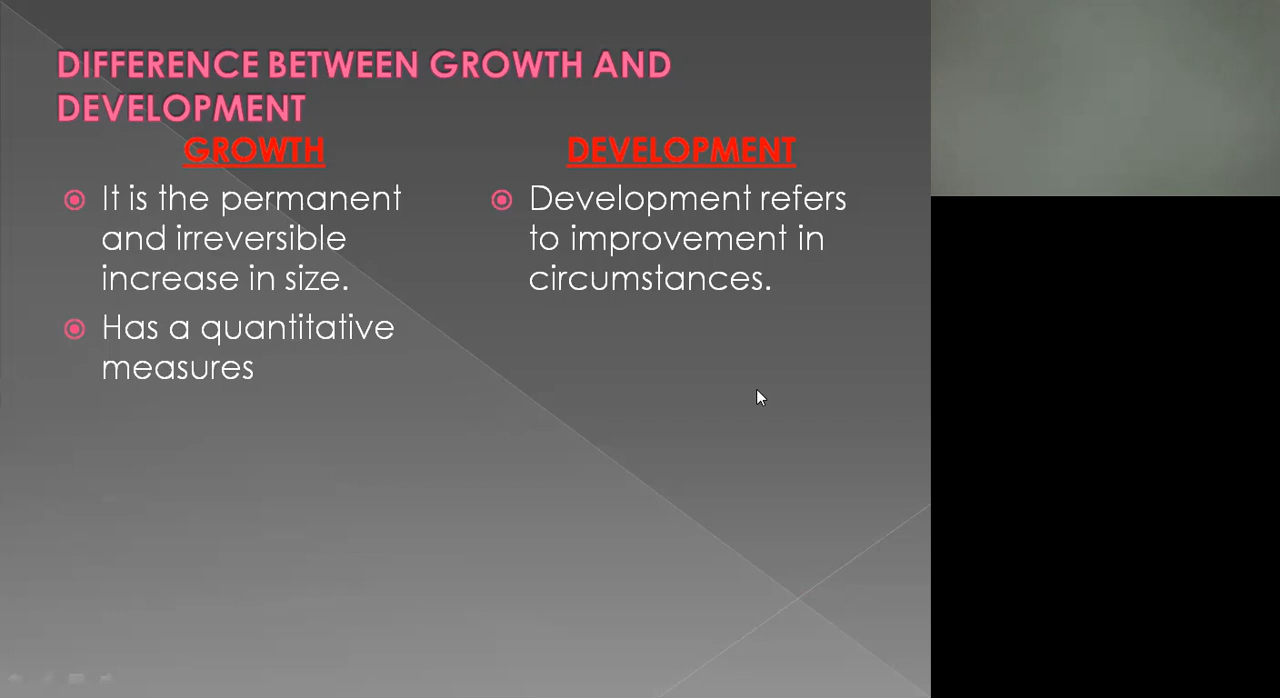 DIFFERENCE BETWEEN GROWTH AND
DEVELOPMENT
GROWTH
It is the permanent
and irreversible
increase in size.
Has a quantitative
measures
DEVELOPMENT
Development refers
to improvement in
circumstances.